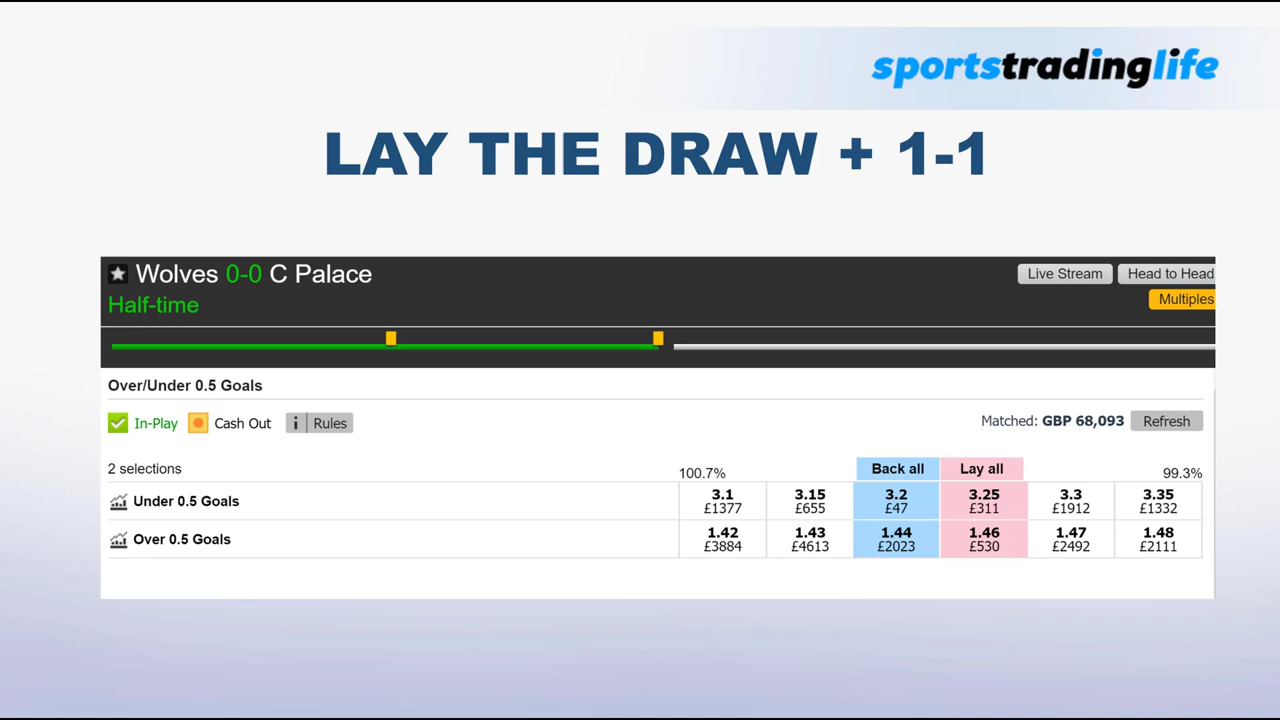 sportstradinglife
LAY THE DRAW + 1-1
Wolves 0-0 C Palace
Live Stream Head to Head
Half-time
Multiples
Over/Under 0.5 Goals
In-Play Cash Out i Rules
Matched: GBP 68,093 Refresh
2 selections 100.7% Back all Lay all 99.3%
Under 0.5 Goals 3.1 3.15 3.2 3.25 3.3 3.35
£1377 £655 £47 £311 £1912 £1332
Over 0.5 Goals 1.42 1.43 1.44 1.46 1.47 1.48
£3884 £4613 £2023 £530 £2492 £2111